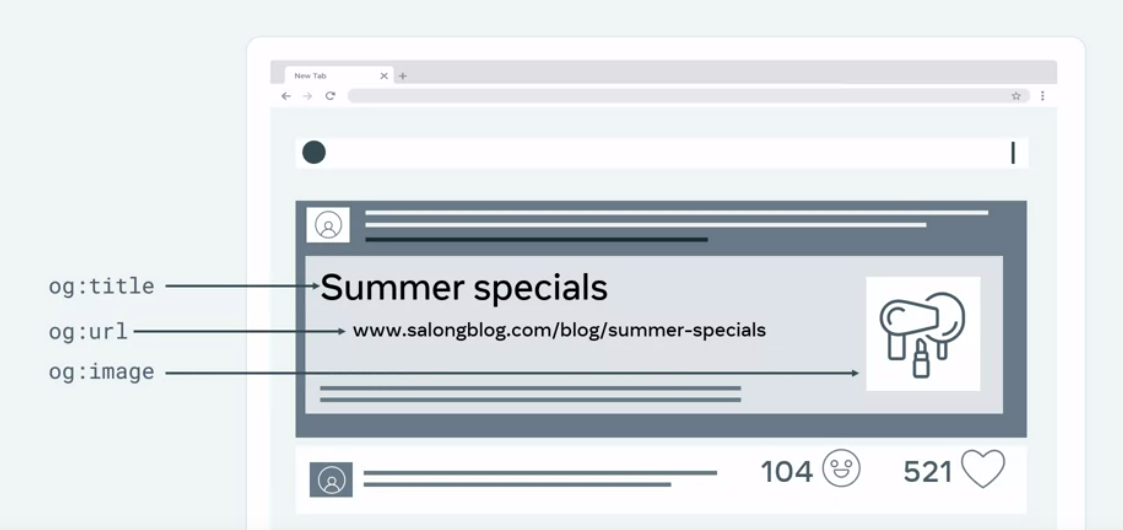 New Tab
og:title
Summer specials
og:url
www.salongblog.com/blog/summer-specials
og:image
104
521